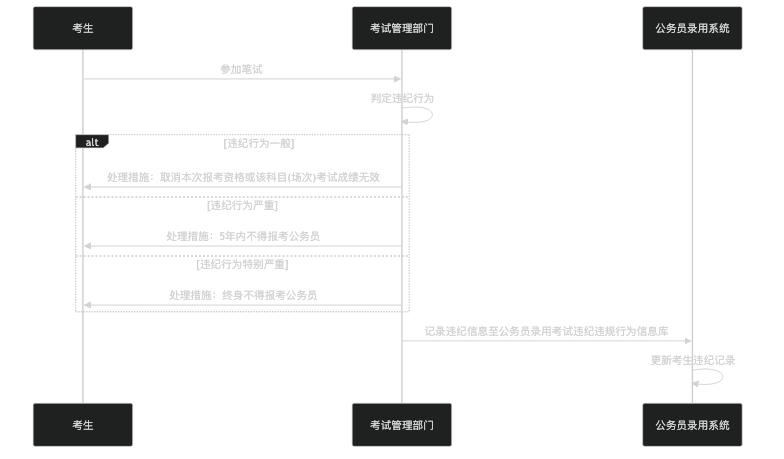 考生
考试管理部门
公务员录用系统
参加笔试
判定违纪行为
alt
[违纪行为一般]
处理措施：取消本次报考资格或该科目(场次)考试成绩无效
[违纪行为严重]
处理措施：5年内不得报考公务员
[违纪行为特别严重]
处理措施：终身不得报考公务员
记录违纪信息至公务员录用考试违纪违规行为信息库
更新考生违纪记录
考生
考试管理部门
公务员录用系统